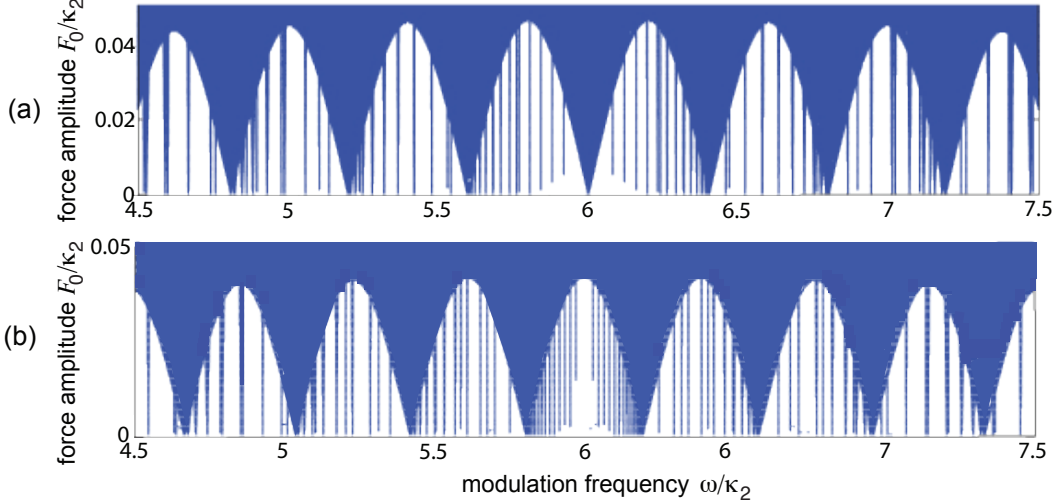 (a)
force amplitude F₀/κ₂
0.04
0.02
0
4.5 5 5.5 6 6.5 7 7.5
(b)
force amplitude F₀/κ₂
0.05
0
4.5 5 5.5 6 6.5 7 7.5
modulation frequency ω/κ₂